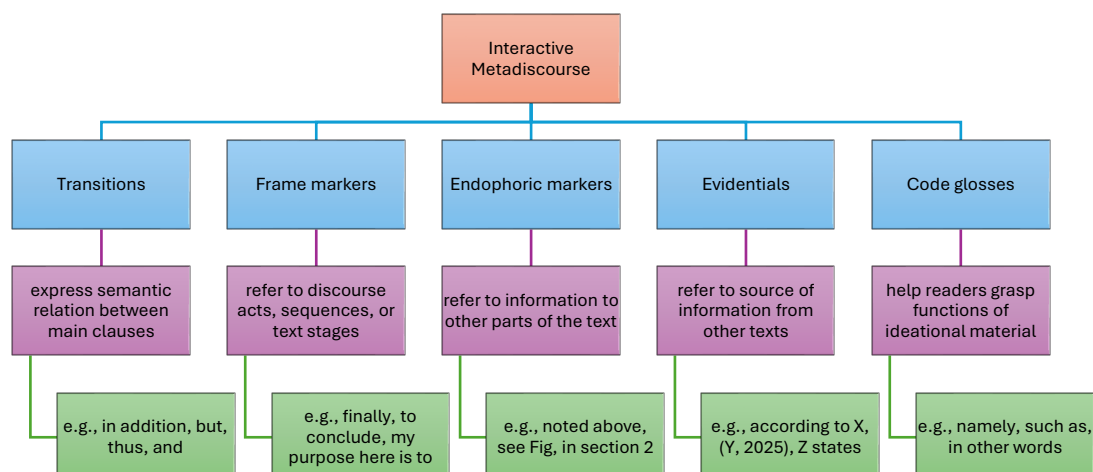 Interactive
Metadiscourse
Transitions
Frame markers
Endophoric markers
Evidentials
Code glosses
express semantic
relation between
main clauses
refer to discourse
acts, sequences, or
text stages
refer to information to
other parts of the text
refer to source of
information from
other texts
help readers grasp
functions of
ideational material
e.g., in addition, but,
thus, and
e.g., finally, to
conclude, my
purpose here is to
e.g., noted above,
see Fig, in section 2
e.g., according to X,
(Y, 2025), Z states
e.g., namely, such as,
in other words